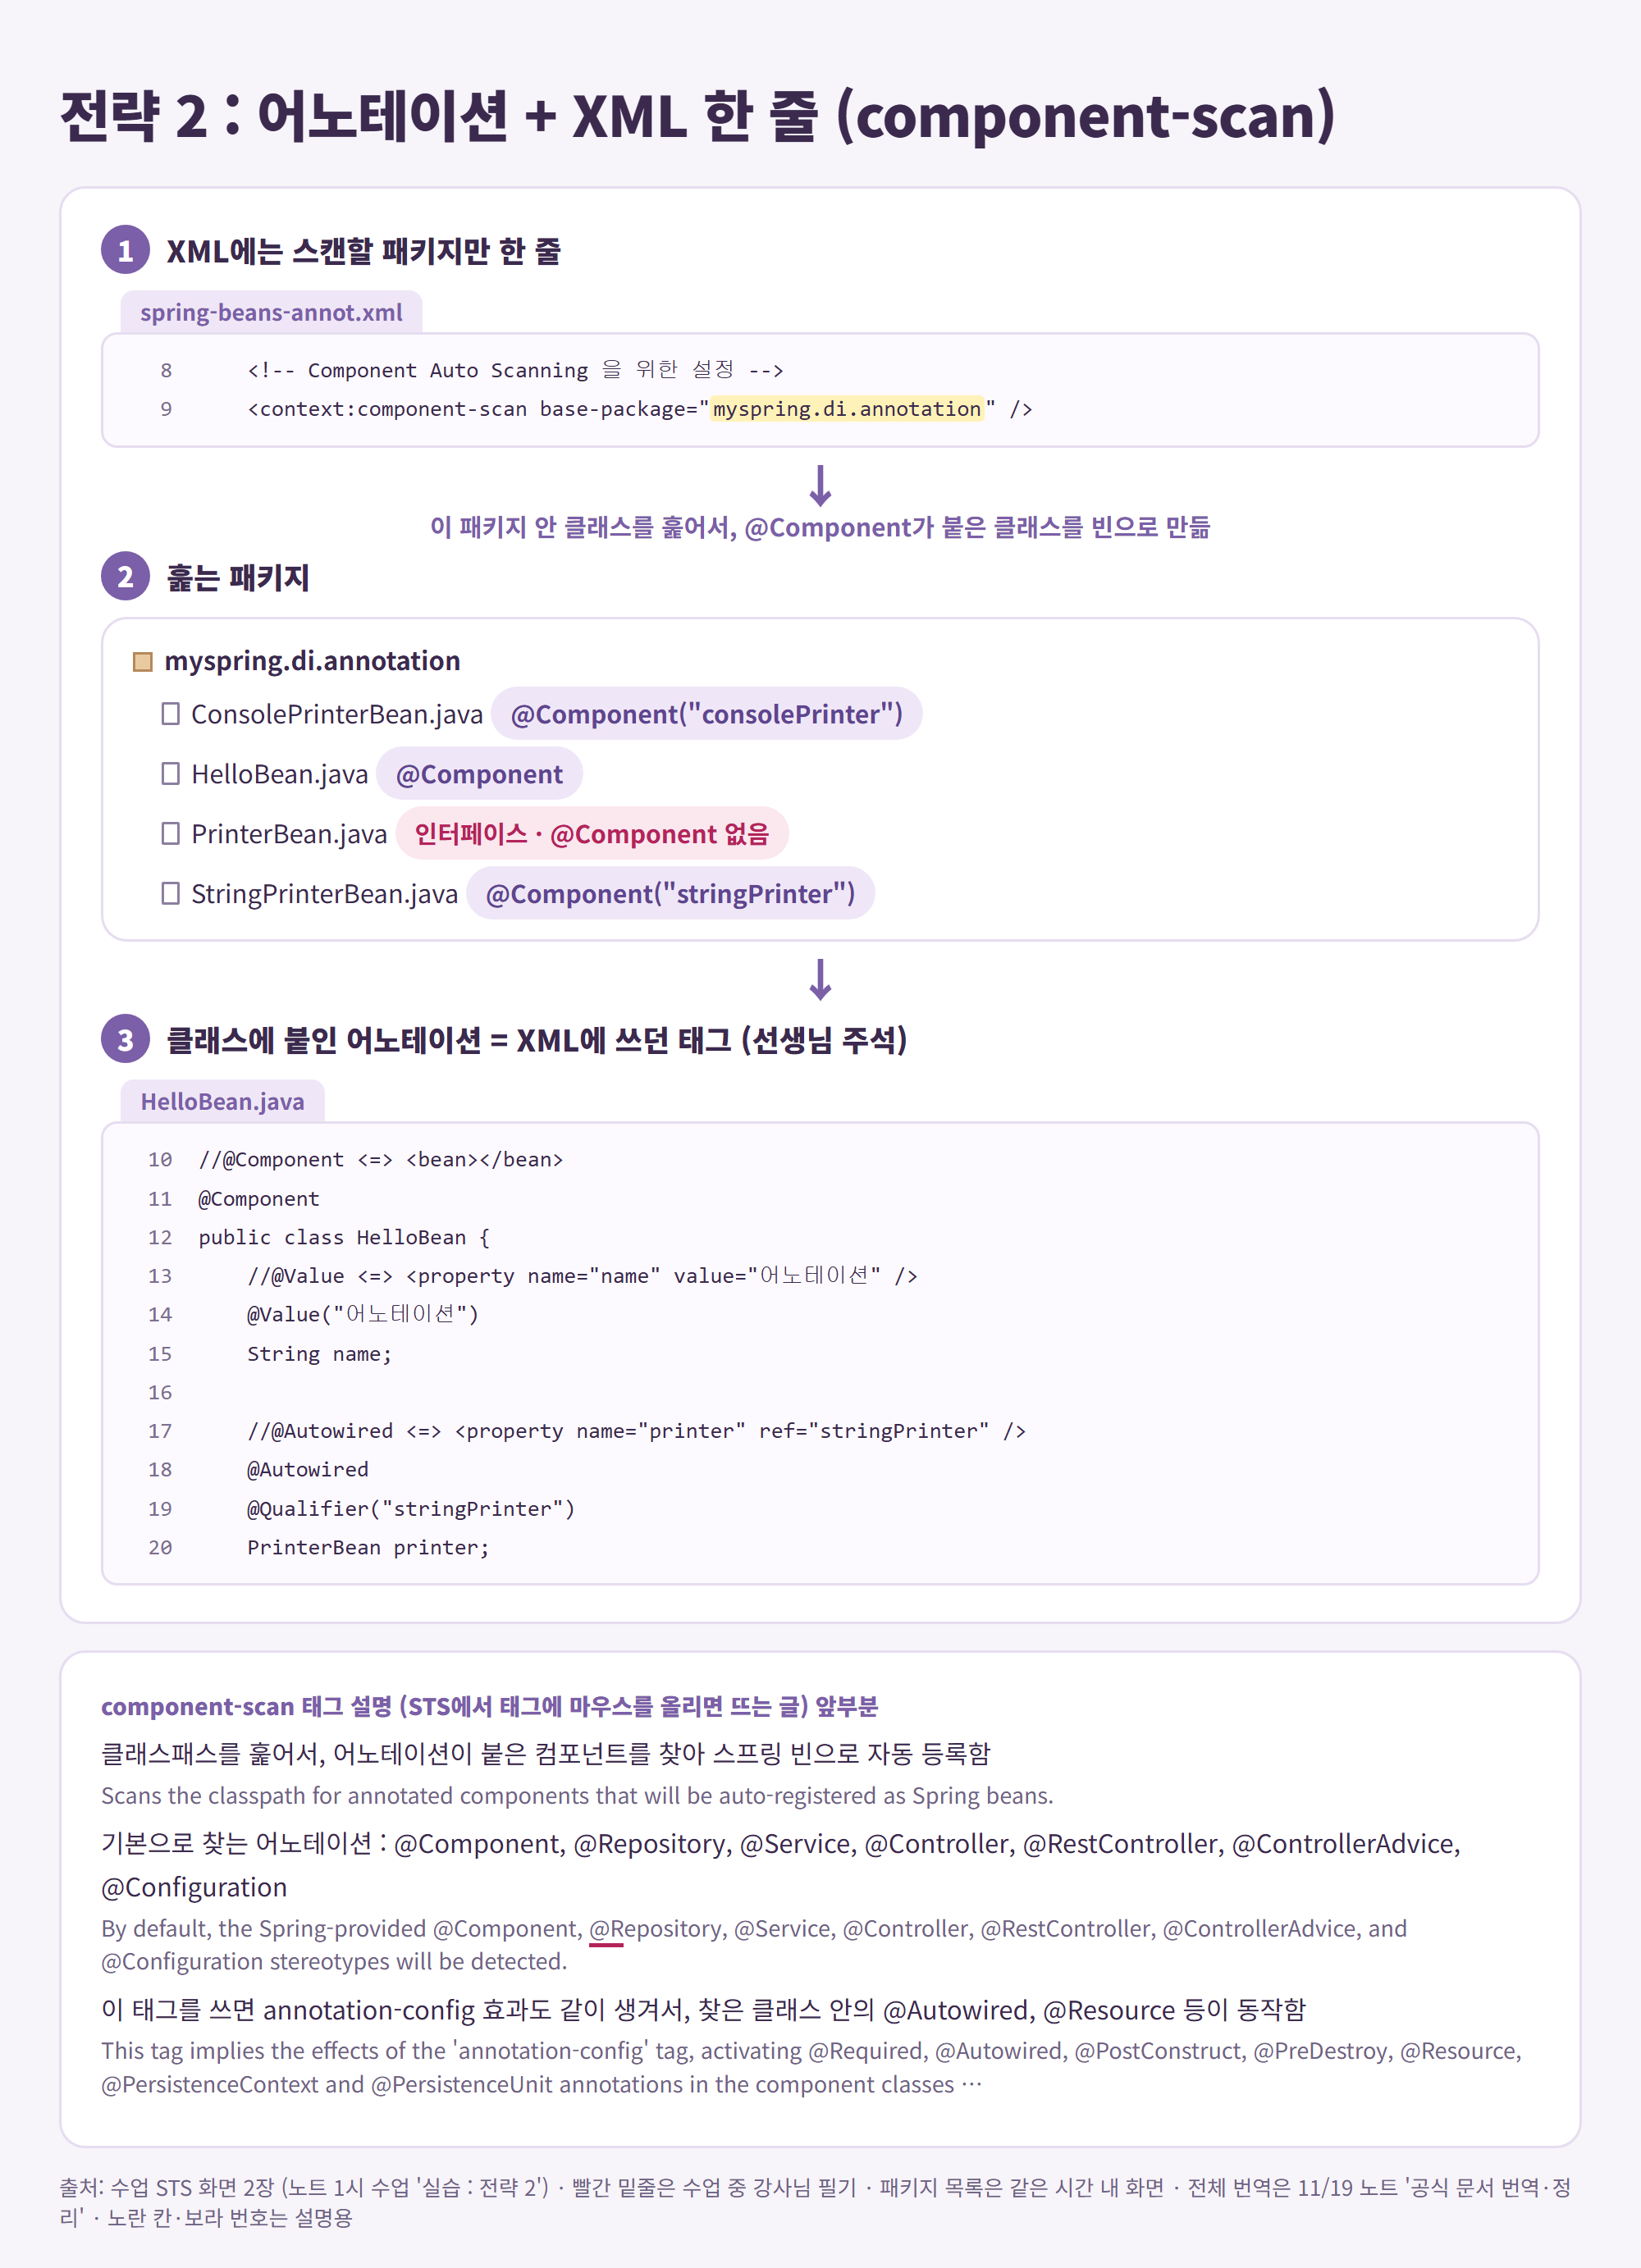 전략 2 : 어노테이션 + XML 한 줄 (component-scan)
1 XML에는 스캔할 패키지만 한 줄
spring-beans-annot.xml
8 <!-- Component Auto Scanning 을 위한 설정 -->
9 <context:component-scan base-package="myspring.di.annotation" />
↓
이 패키지 안 클래스를 훑어서, @Component가 붙은 클래스를 빈으로 만듦
2 훑는 패키지
myspring.di.annotation
ConsolePrinterBean.java @Component("consolePrinter")
HelloBean.java @Component
PrinterBean.java 인터페이스 · @Component 없음
StringPrinterBean.java @Component("stringPrinter")
↓
3 클래스에 붙인 어노테이션 = XML에 쓰던 태그 (선생님 주석)
HelloBean.java
10 //@Component <=> <bean></bean>
11 @Component
12 public class HelloBean {
13 //@Value <=> <property name="name" value="어노테이션" />
14 @Value("어노테이션")
15 String name;
16
17 //@Autowired <=> <property name="printer" ref="stringPrinter" />
18 @Autowired
19 @Qualifier("stringPrinter")
20 PrinterBean printer;
component-scan 태그 설명 (STS에서 태그에 마우스를 올리면 뜨는 글) 앞부분
클래스패스를 훑어서, 어노테이션이 붙은 컴포넌트를 찾아 스프링 빈으로 자동 등록함
Scans the classpath for annotated components that will be auto-registered as Spring beans.
기본으로 찾는 어노테이션 : @Component, @Repository, @Service, @Controller, @RestController, @ControllerAdvice,
@Configuration
By default, the Spring-provided @Component, @Repository, @Service, @Controller, @RestController, @ControllerAdvice, and
@Configuration stereotypes will be detected.
이 태그를 쓰면 annotation-config 효과도 같이 생겨서, 찾은 클래스 안의 @Autowired, @Resource 등이 동작함
This tag implies the effects of the 'annotation-config' tag, activating @Required, @Autowired, @PostConstruct, @PreDestroy, @Resource,
@PersistenceContext and @PersistenceUnit annotations in the component classes ⋯
출처: 수업 STS 화면 2장 (노트 1시 수업 '실습 : 전략 2') · 빨간 밑줄은 수업 중 강사님 필기 · 패키지 목록은 같은 시간 내 화면 · 전체 번역은 11/19 노트 '공식 문서 번역·정
리' · 노란 칸·보라 번호는 설명용